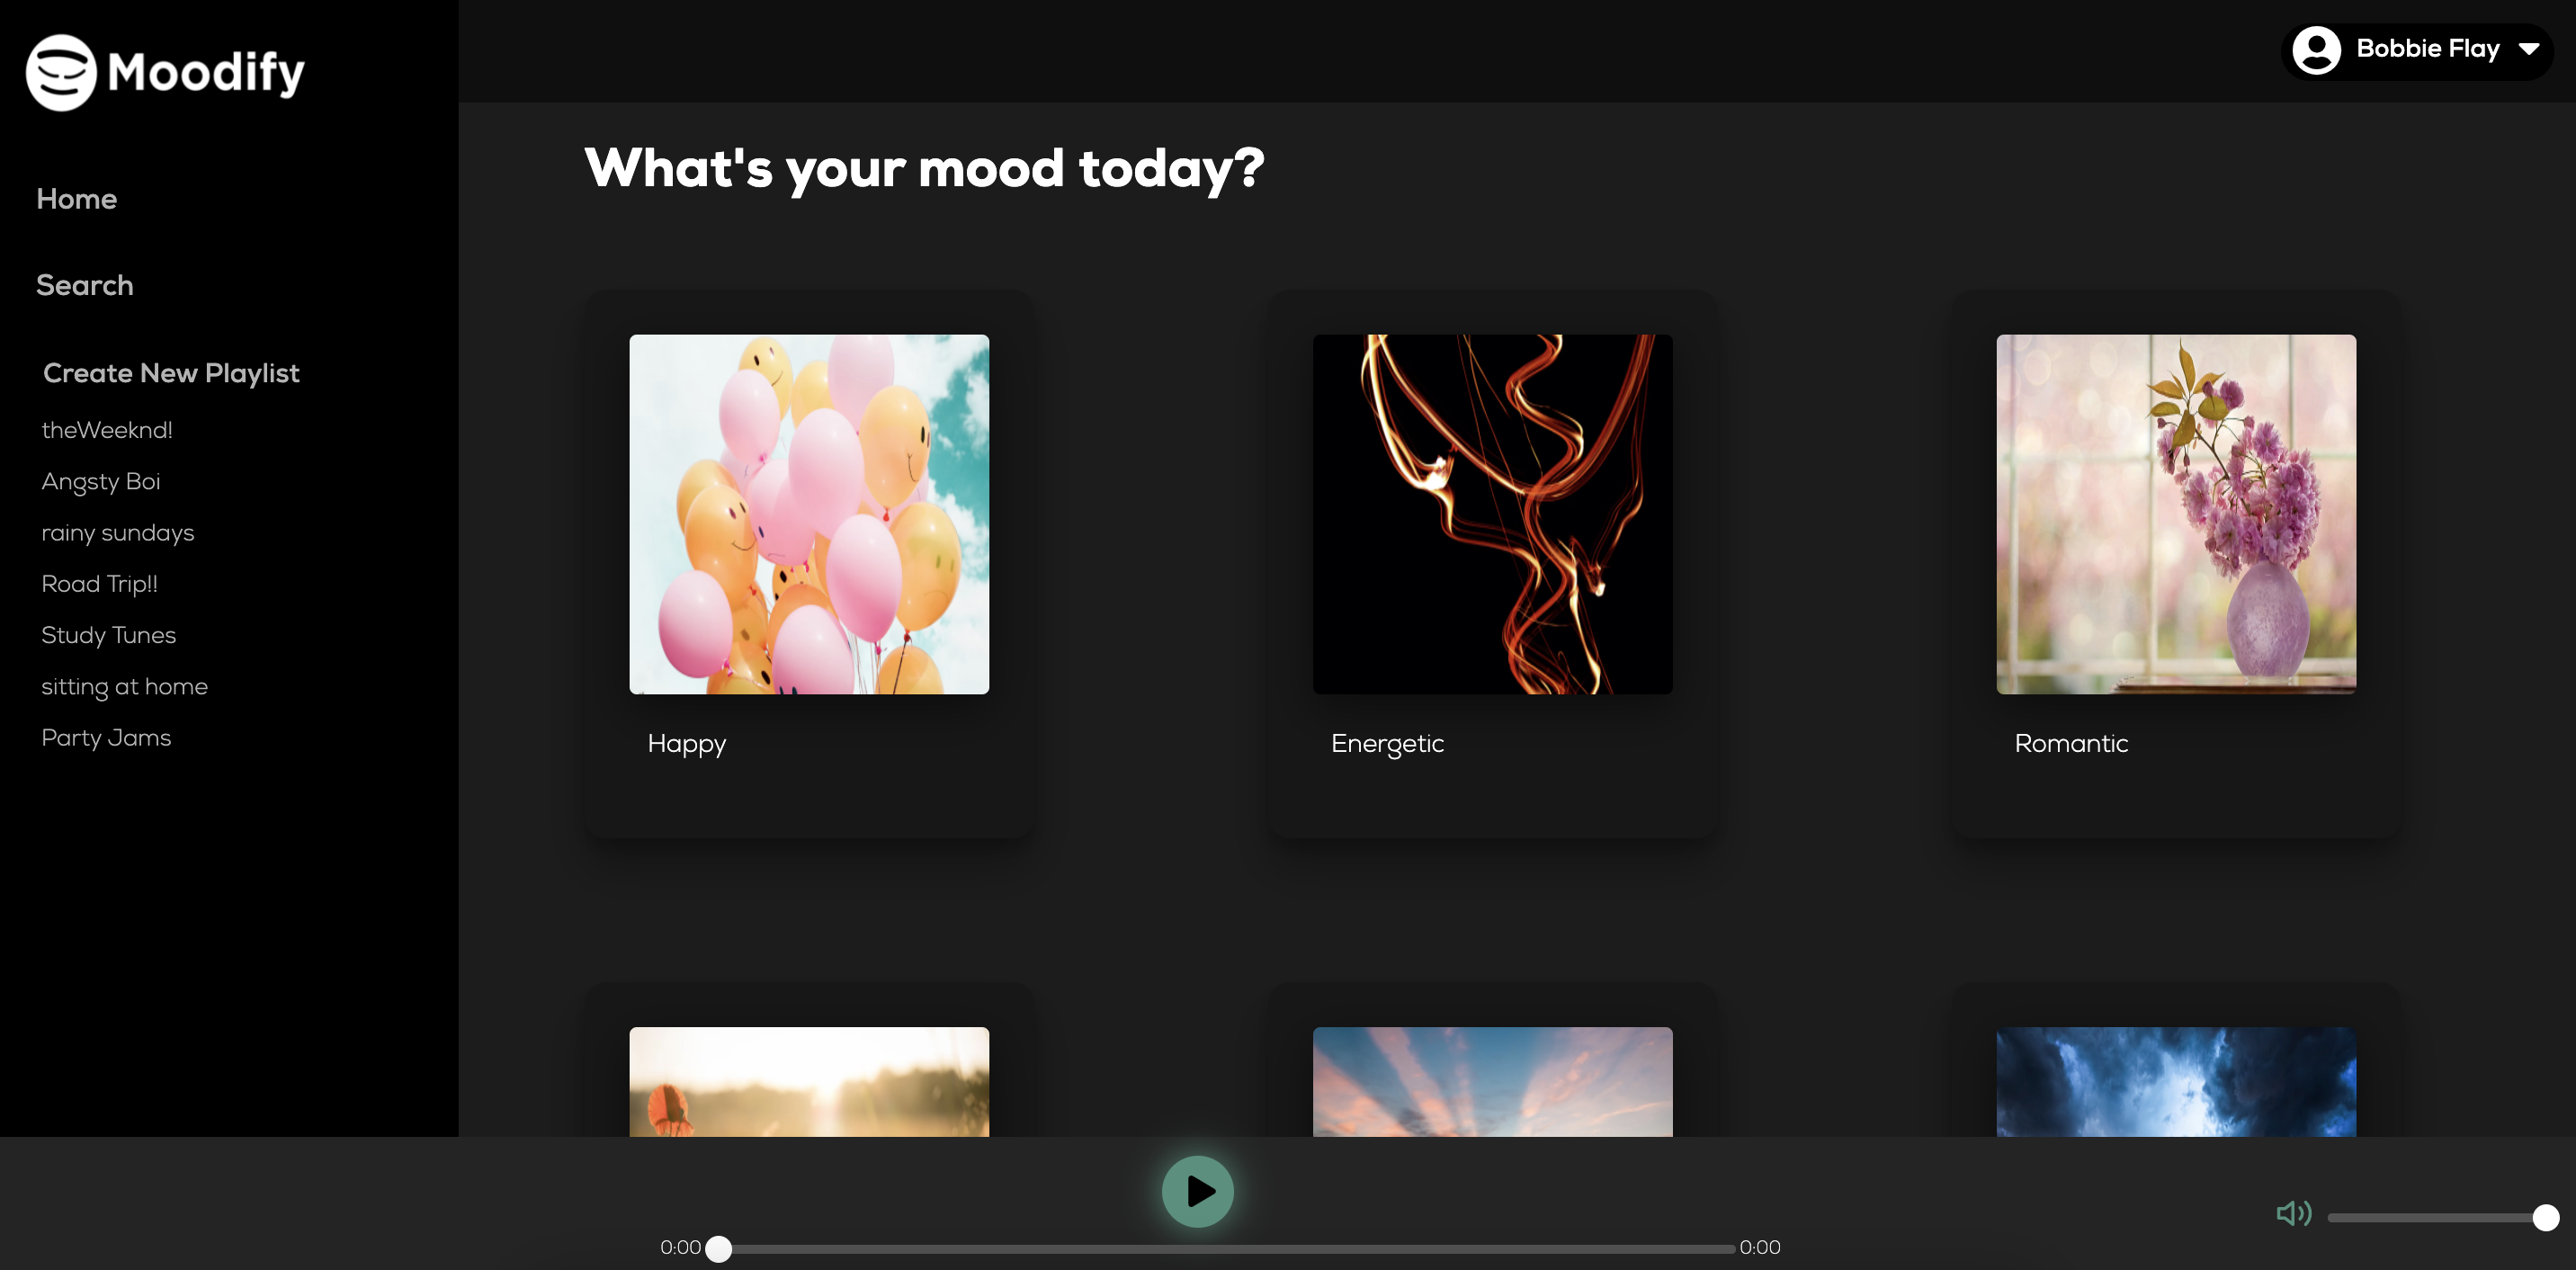 Moodify
Bobbie Flay
Home
Search
Create New Playlist
theWeeknd!
Angsty Boi
rainy sundays
Road Trip!!
Study Tunes
sitting at home
Party Jams
What's your mood today?
Happy
Energetic
Romantic
0:00
0:00